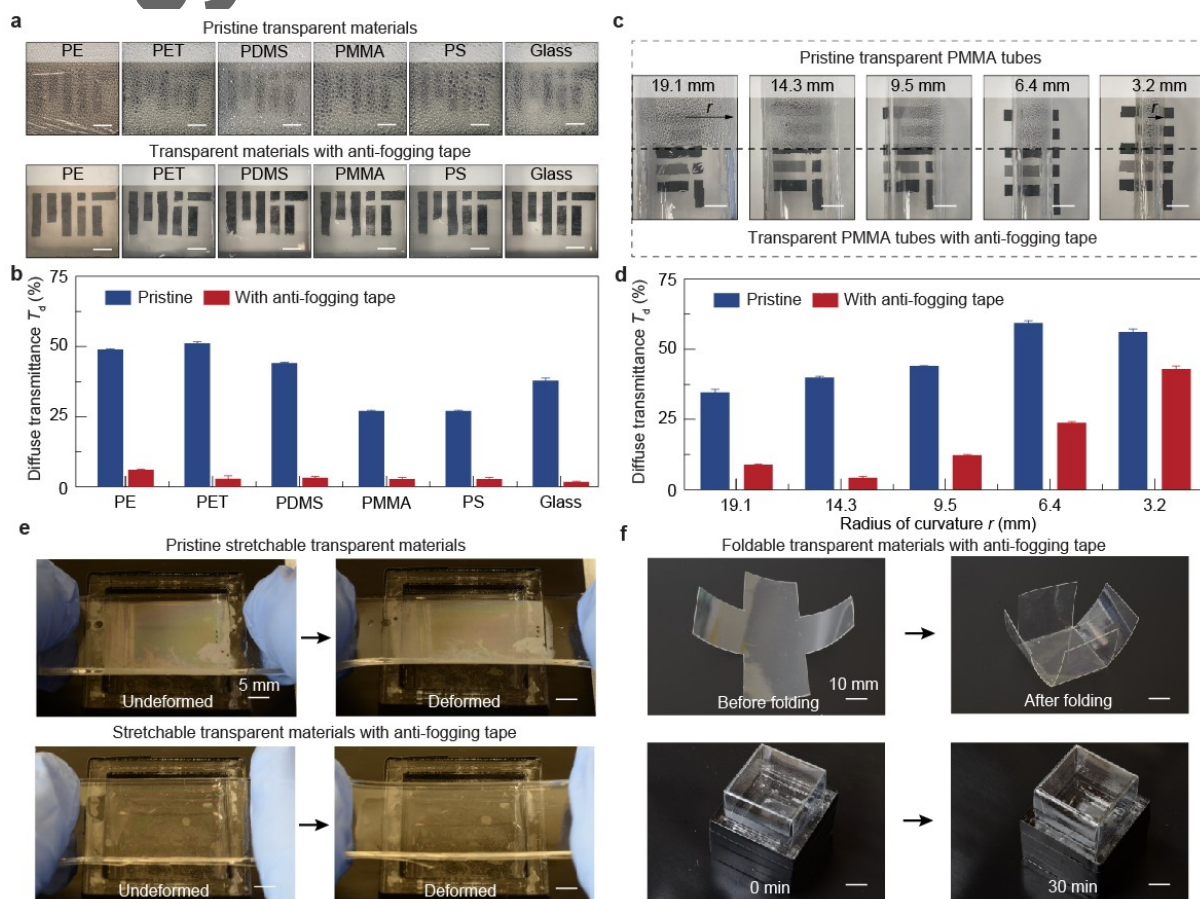 a
Pristine transparent materials
PE PET PDMS PMMA PS Glass
Transparent materials with anti-fogging tape
PE PET PDMS PMMA PS Glass
b
75
50
25
0
Diffuse transmittance Td (%)
Pristine With anti-fogging tape
PE PET PDMS PMMA PS Glass
c
Pristine transparent PMMA tubes
19.1 mm 14.3 mm 9.5 mm 6.4 mm 3.2 mm
r r
Transparent PMMA tubes with anti-fogging tape
d
75
50
25
0
Diffuse transmittance Td (%)
Pristine With anti-fogging tape
19.1 14.3 9.5 6.4 3.2
Radius of curvature r (mm)
e
Pristine stretchable transparent materials
5 mm
Undeformed Deformed
Stretchable transparent materials with anti-fogging tape
Undeformed Deformed
f
Foldable transparent materials with anti-fogging tape
10 mm
Before folding After folding
0 min 30 min